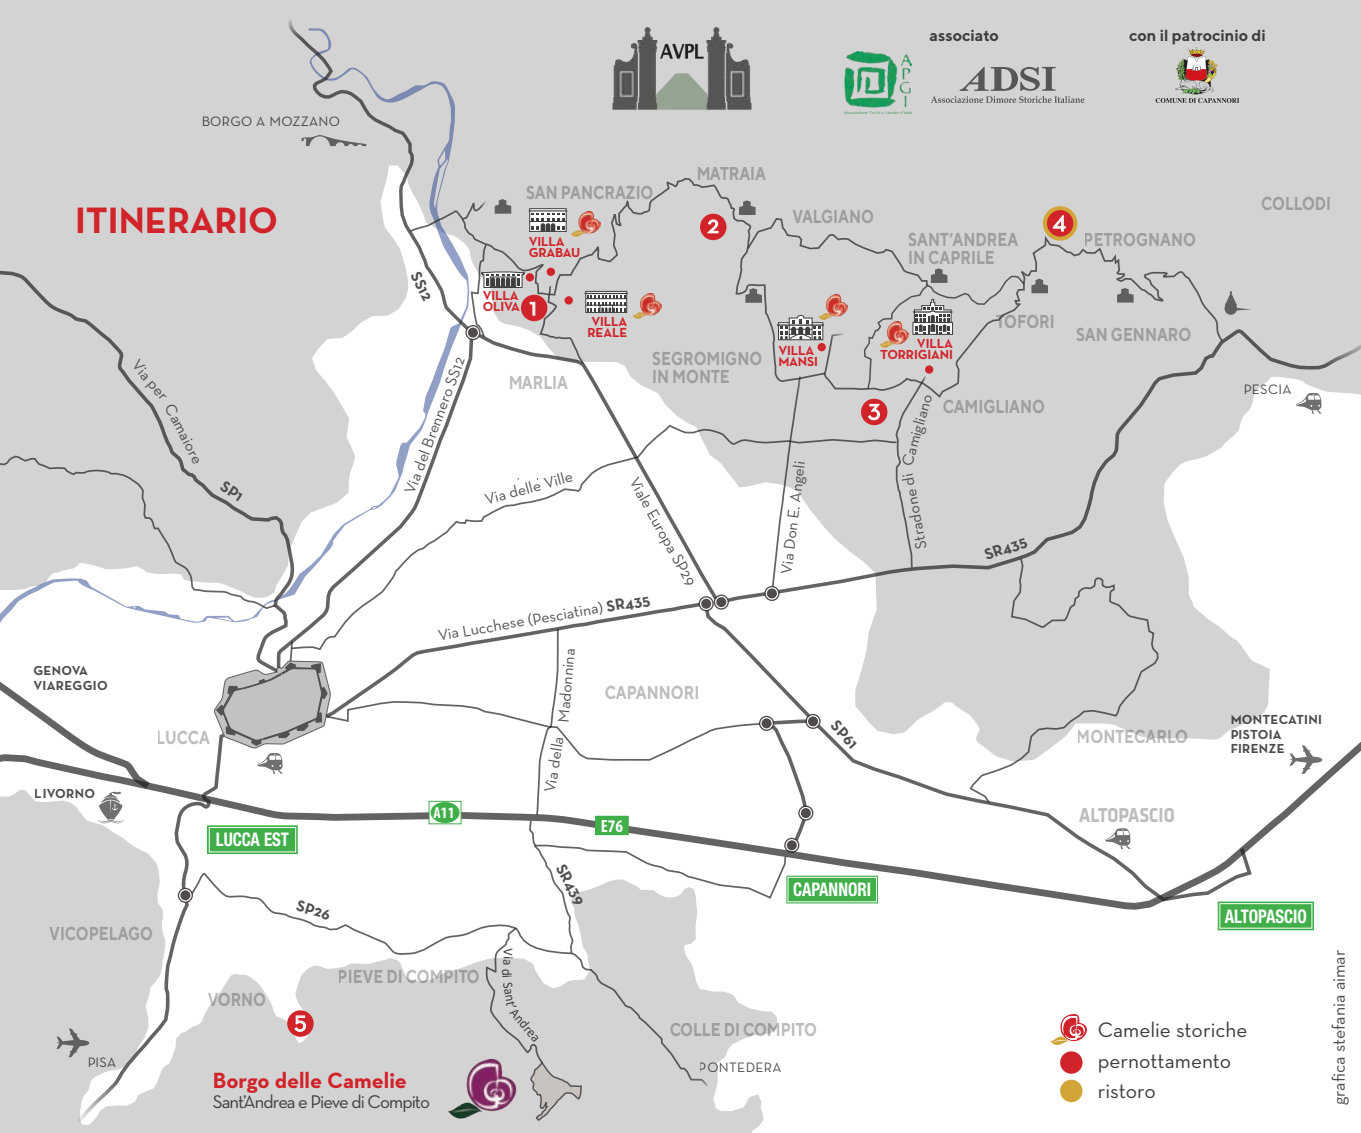 associato
con il patrocinio di
AVPL
APGI
ADSI
Associazione Dimore Storiche Italiane
COMUNE DI CAPANNORI
BORGO A MOZZANO
ITINERARIO
MATRAIA
SAN PANCRAZIO
2
VALGIANO
4
COLLODI
SANT'ANDREA
IN CAPRILE
PETROGNANO
VILLA
GRABAU
SS12
VILLA
OLIVA
1
VILLA
REALE
TOFORI
SAN GENNARO
VILLA
MANSI
VILLA
TORRIGIANI
SEGROMIGNO
IN MONTE
MARLIA
PESCIA
3
CAMIGLIANO
Via per Camaiore
SP1
Via del Brennero SS12
Via delle Ville
Viale Europa SP29
Via Don E. Angeli
Stradone di Camigliano
SR435
Via Lucchese (Pesciatina) SR435
GENOVA
VIAREGGIO
Via della Madonnina
CAPANNORI
LUCCA
SP61
MONTECARLO
MONTECATINI
PISTOIA
FIRENZE
LIVORNO
A11
E76
ALTOPASCIO
LUCCA EST
CAPANNORI
ALTOPASCIO
SR439
SP26
VICOPELAGO
PIEVE DI COMPITO
Via di Sant'Andrea
VORNO
5
COLLE DI COMPITO
PISA
PONTEDERA
Borgo delle Camelie
Sant'Andrea e Pieve di Compito
Camelie storiche
pernottamento
ristoro
grafica stefania aimar